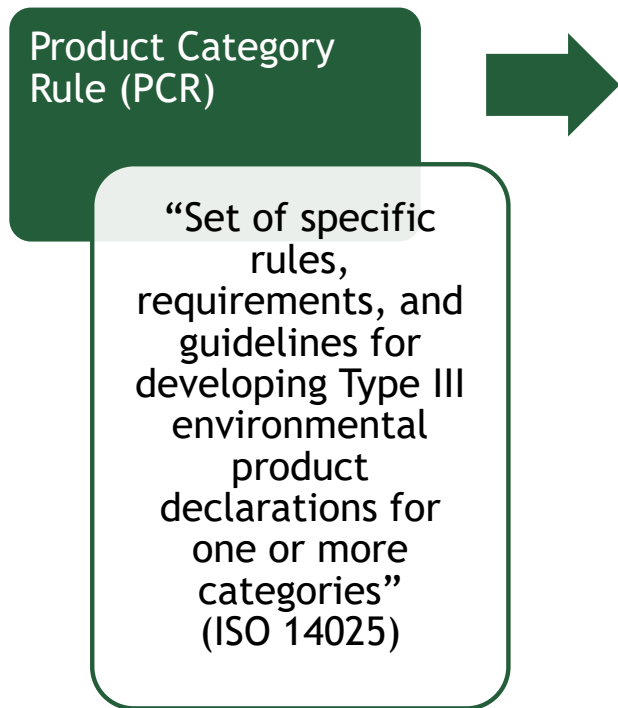 Product Category
Rule (PCR)
“Set of specific
rules,
requirements, and
guidelines for
developing Type III
environmental
product
declarations for
one or more
categories”
(ISO 14025)